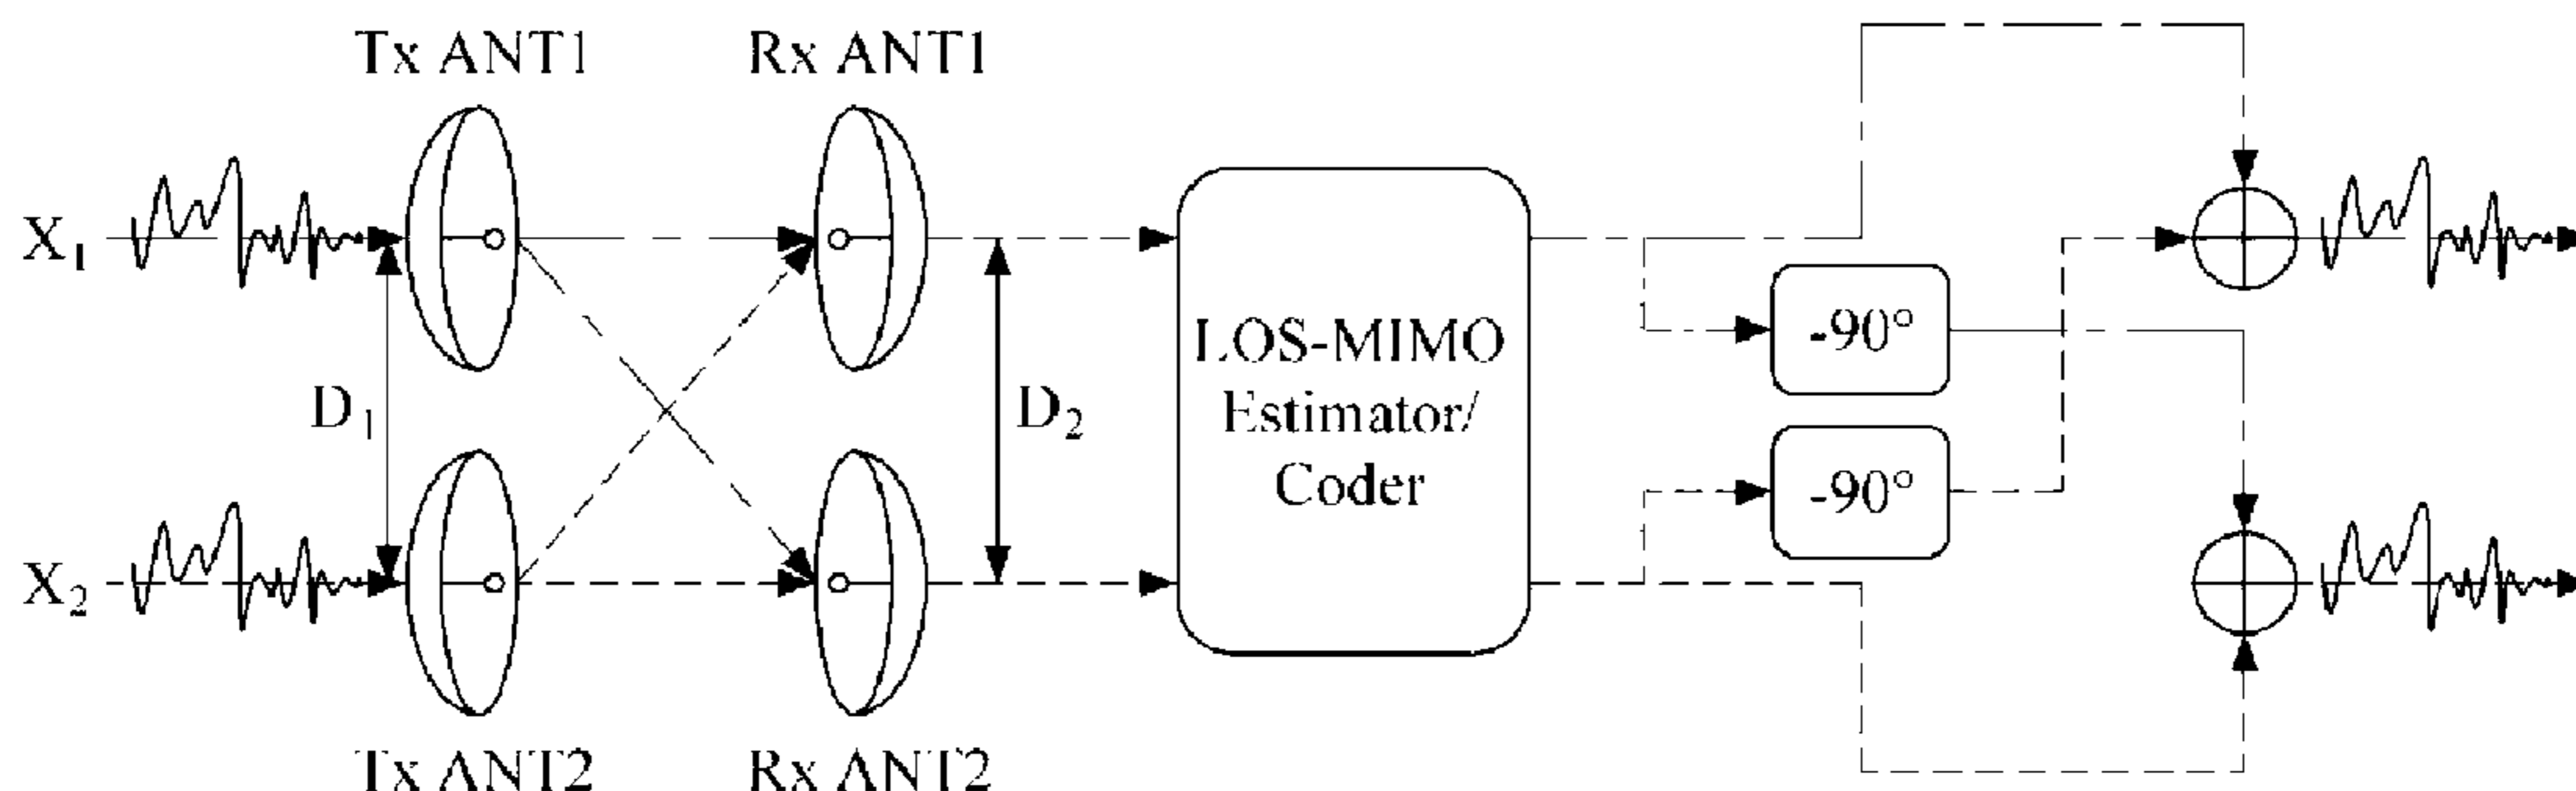 Tx ANT1
Rx ANT1
X₁
D₁
D₂
LOS-MIMO
Estimator/
Coder
-90°
-90°
X₂
Tx ANT2
Rx ANT2